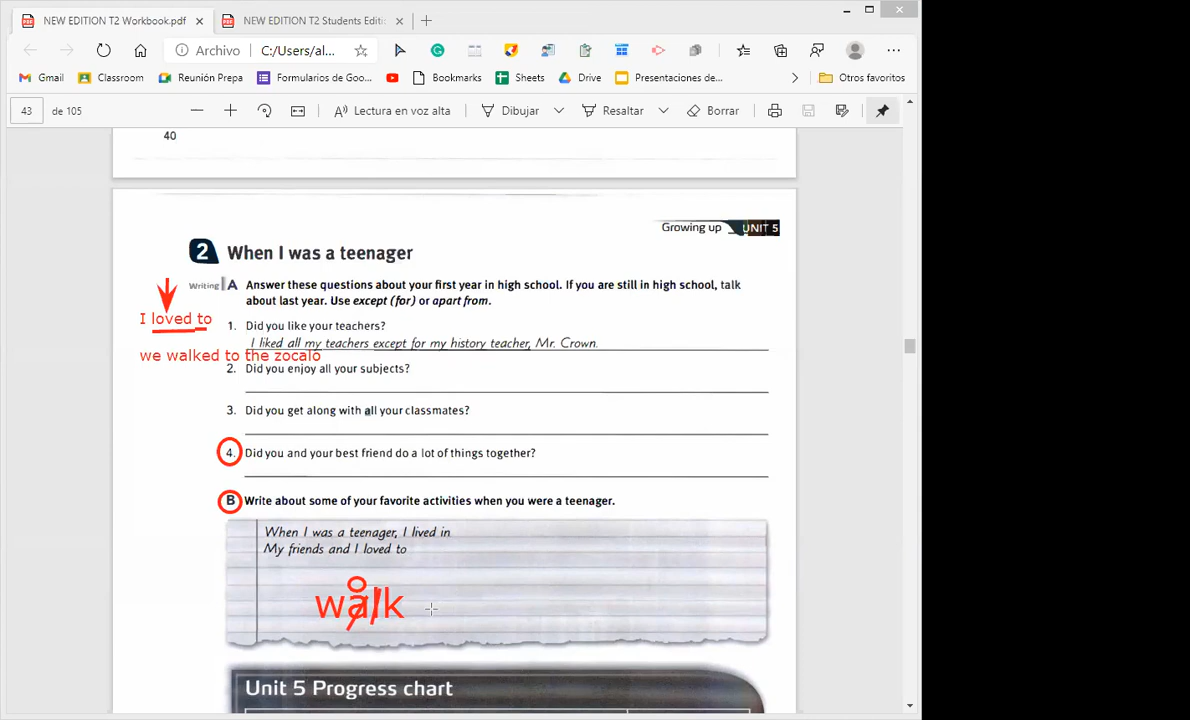 NEW EDITION T2 Workbook.pdf
NEW EDITION T2 Students Editi
Archivo C:/Users/al...
Gmail Classroom Reunión Prepa Formularios de Goo... Bookmarks Sheets Drive Presentaciones de... Otros favoritos
43 de 105 Lectura en voz alta Dibujar Resaltar Borrar
40
Growing up UNIT 5
2 When I was a teenager
Writing A Answer these questions about your first year in high school. If you are still in high school, talk
about last year. Use except (for) or apart from.
I loved to
1. Did you like your teachers?
I liked all my teachers except for my history teacher, Mr. Crown.
we walked to the zocalo
2. Did you enjoy all your subjects?
3. Did you get along with all your classmates?
4. Did you and your best friend do a lot of things together?
B Write about some of your favorite activities when you were a teenager.
When I was a teenager, I lived in
My friends and I loved to
o
walk
Unit 5 Progress chart